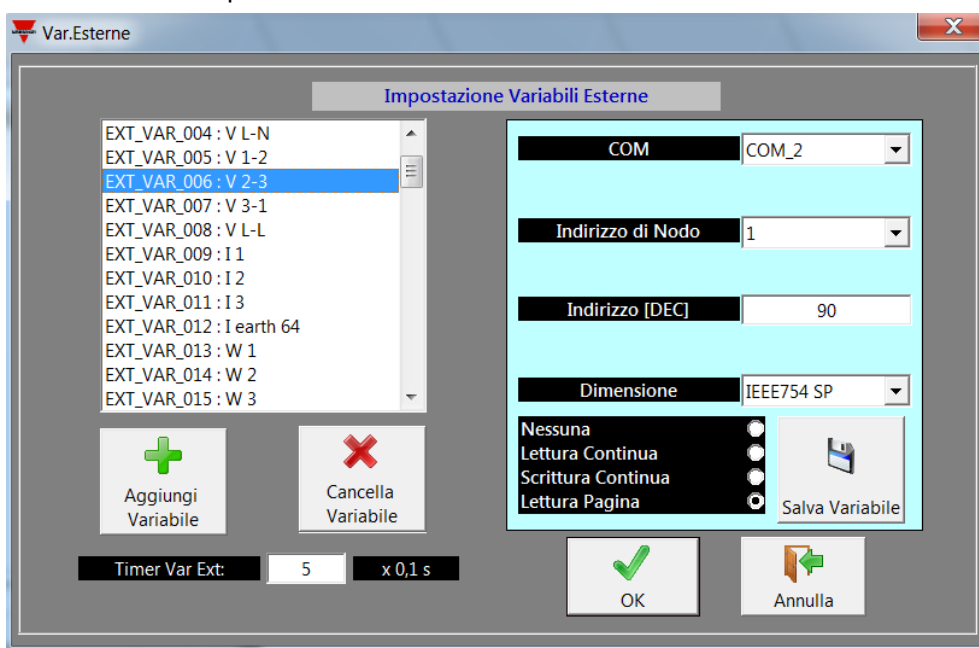 Var.Esterne
X
Impostazione Variabili Esterne
EXT_VAR_004 : V L-N
EXT_VAR_005 : V 1-2
EXT_VAR_006 : V 2-3
EXT_VAR_007 : V 3-1
EXT_VAR_008 : V L-L
EXT_VAR_009 : I 1
EXT_VAR_010 : I 2
EXT_VAR_011 : I 3
EXT_VAR_012 : I earth 64
EXT_VAR_013 : W 1
EXT_VAR_014 : W 2
EXT_VAR_015 : W 3
COM COM_2
Indirizzo di Nodo 1
Indirizzo [DEC] 90
Dimensione IEEE754 SP
Nessuna
Lettura Continua
Scrittura Continua
Lettura Pagina
Salva Variabile
Aggiungi
Variabile
Cancella
Variabile
Timer Var Ext: 5 x 0,1 s
OK
Annulla